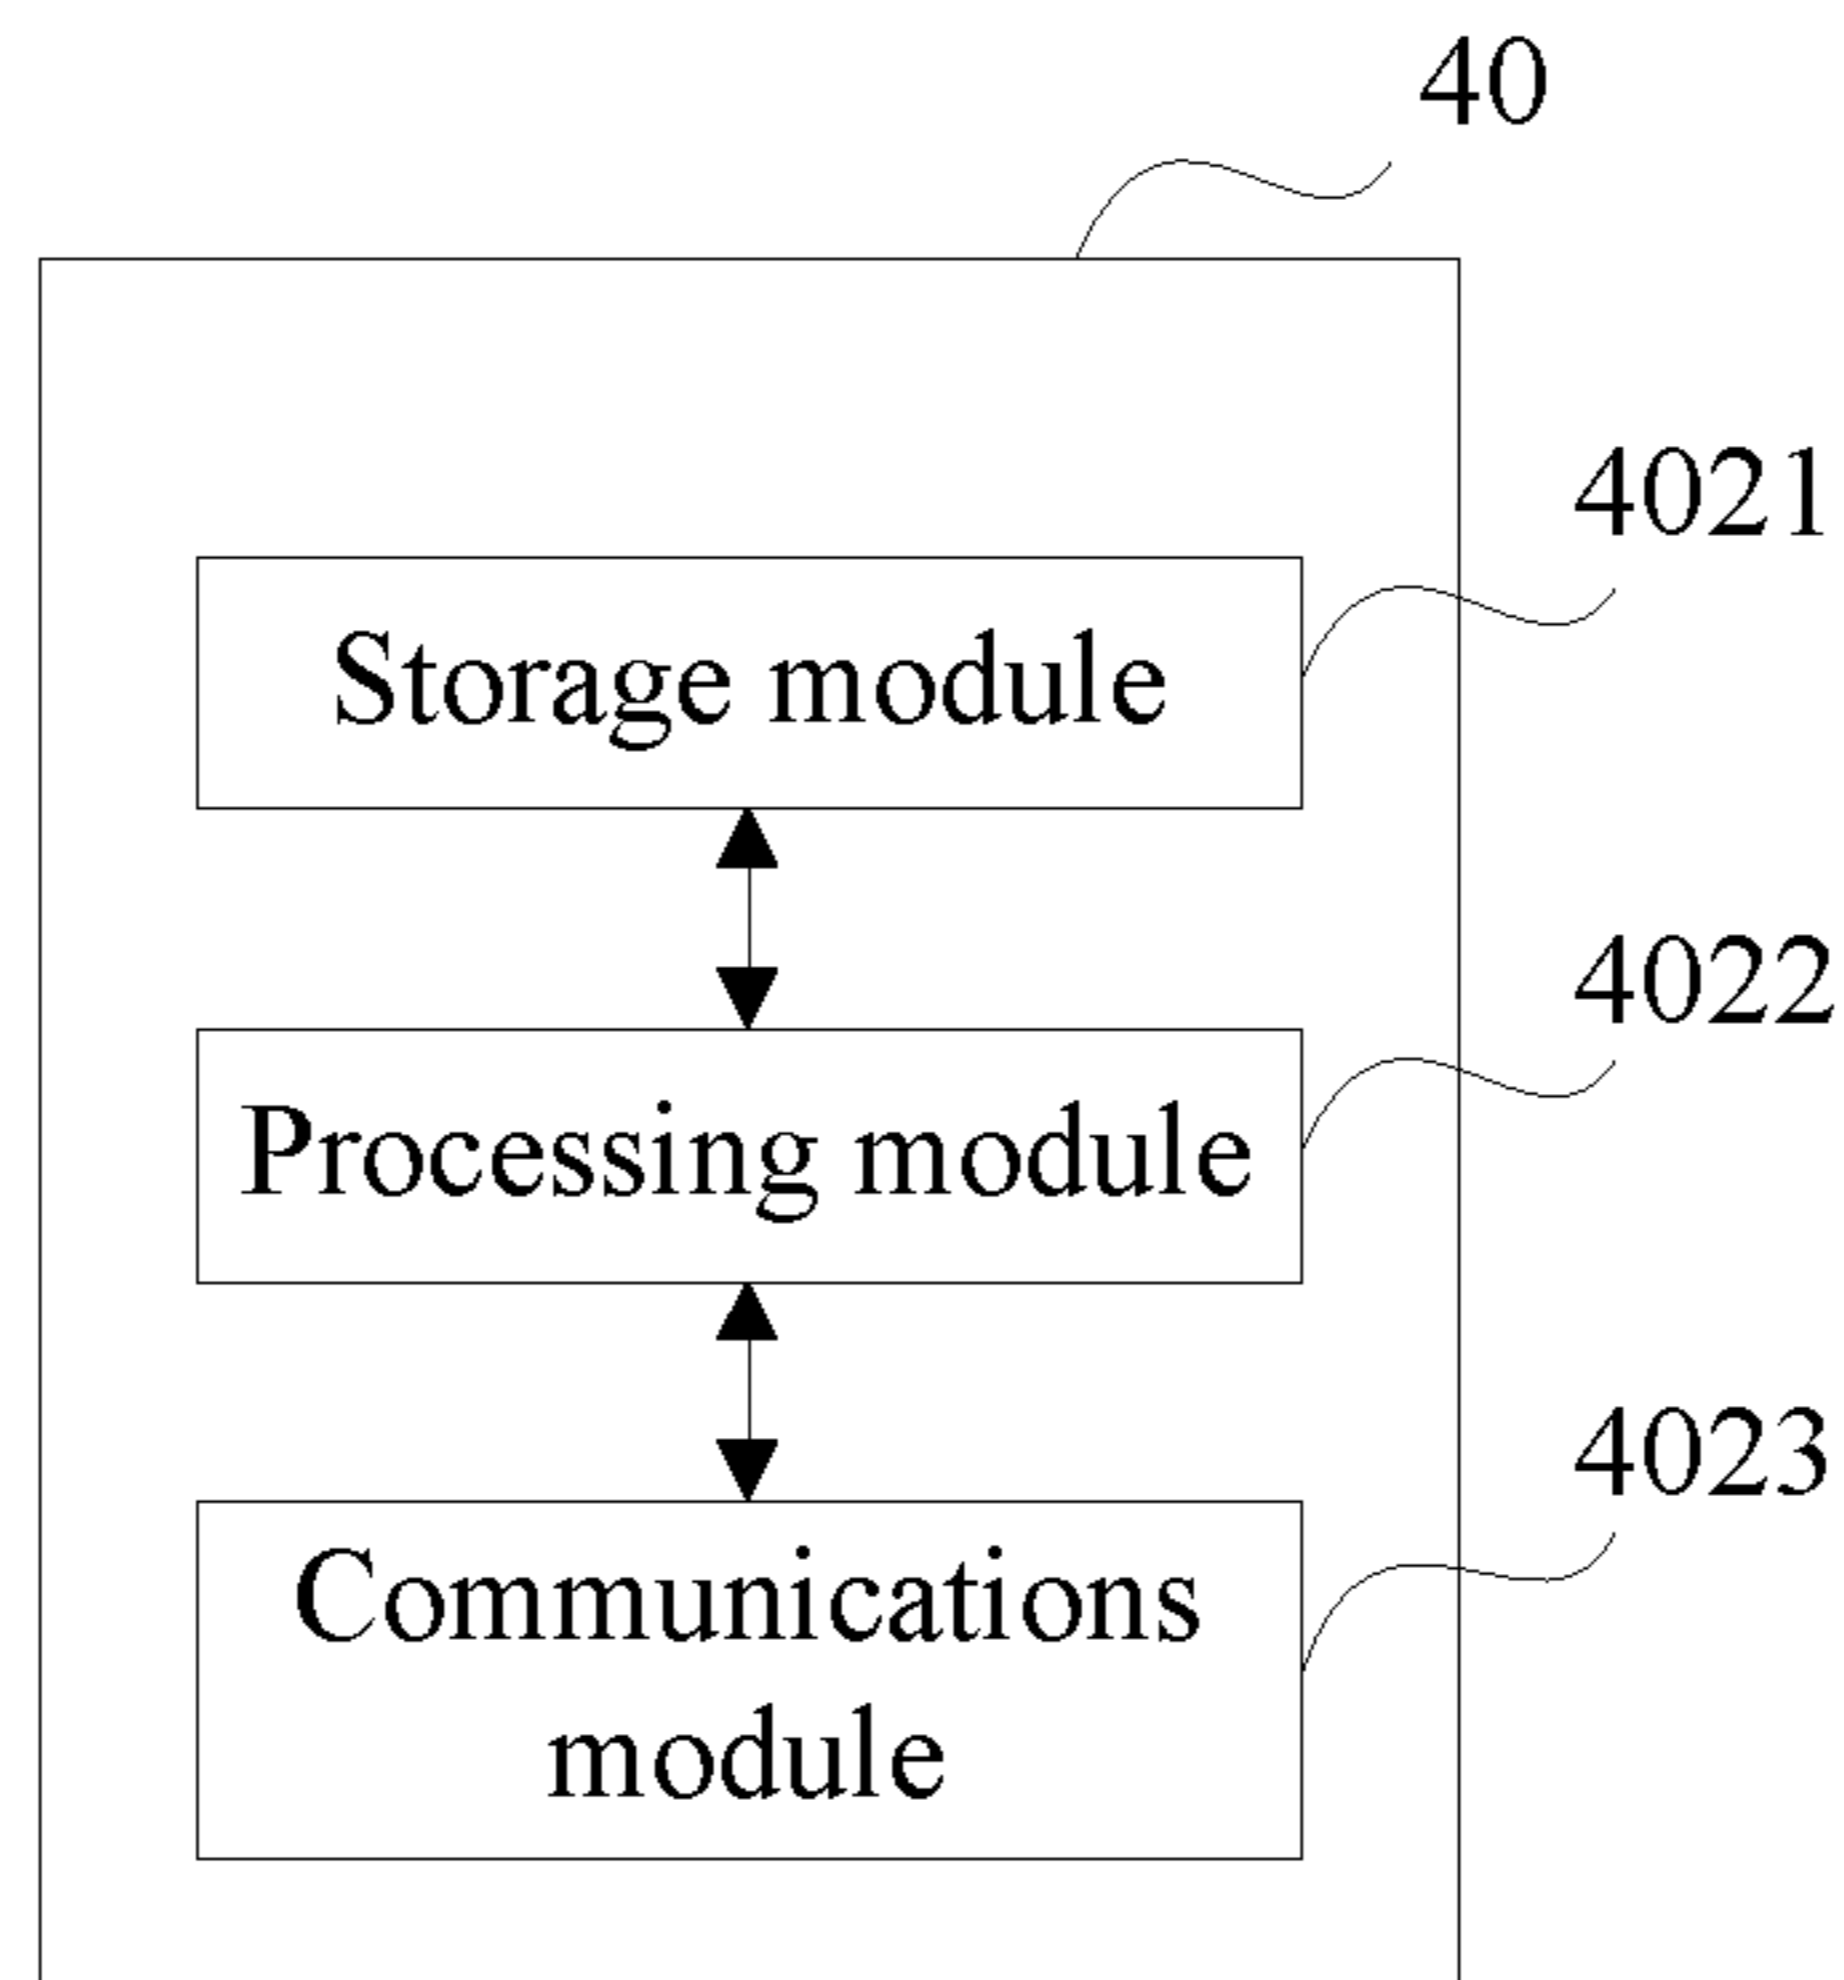 40
4021
Storage module
4022
Processing module
4023
Communications
module